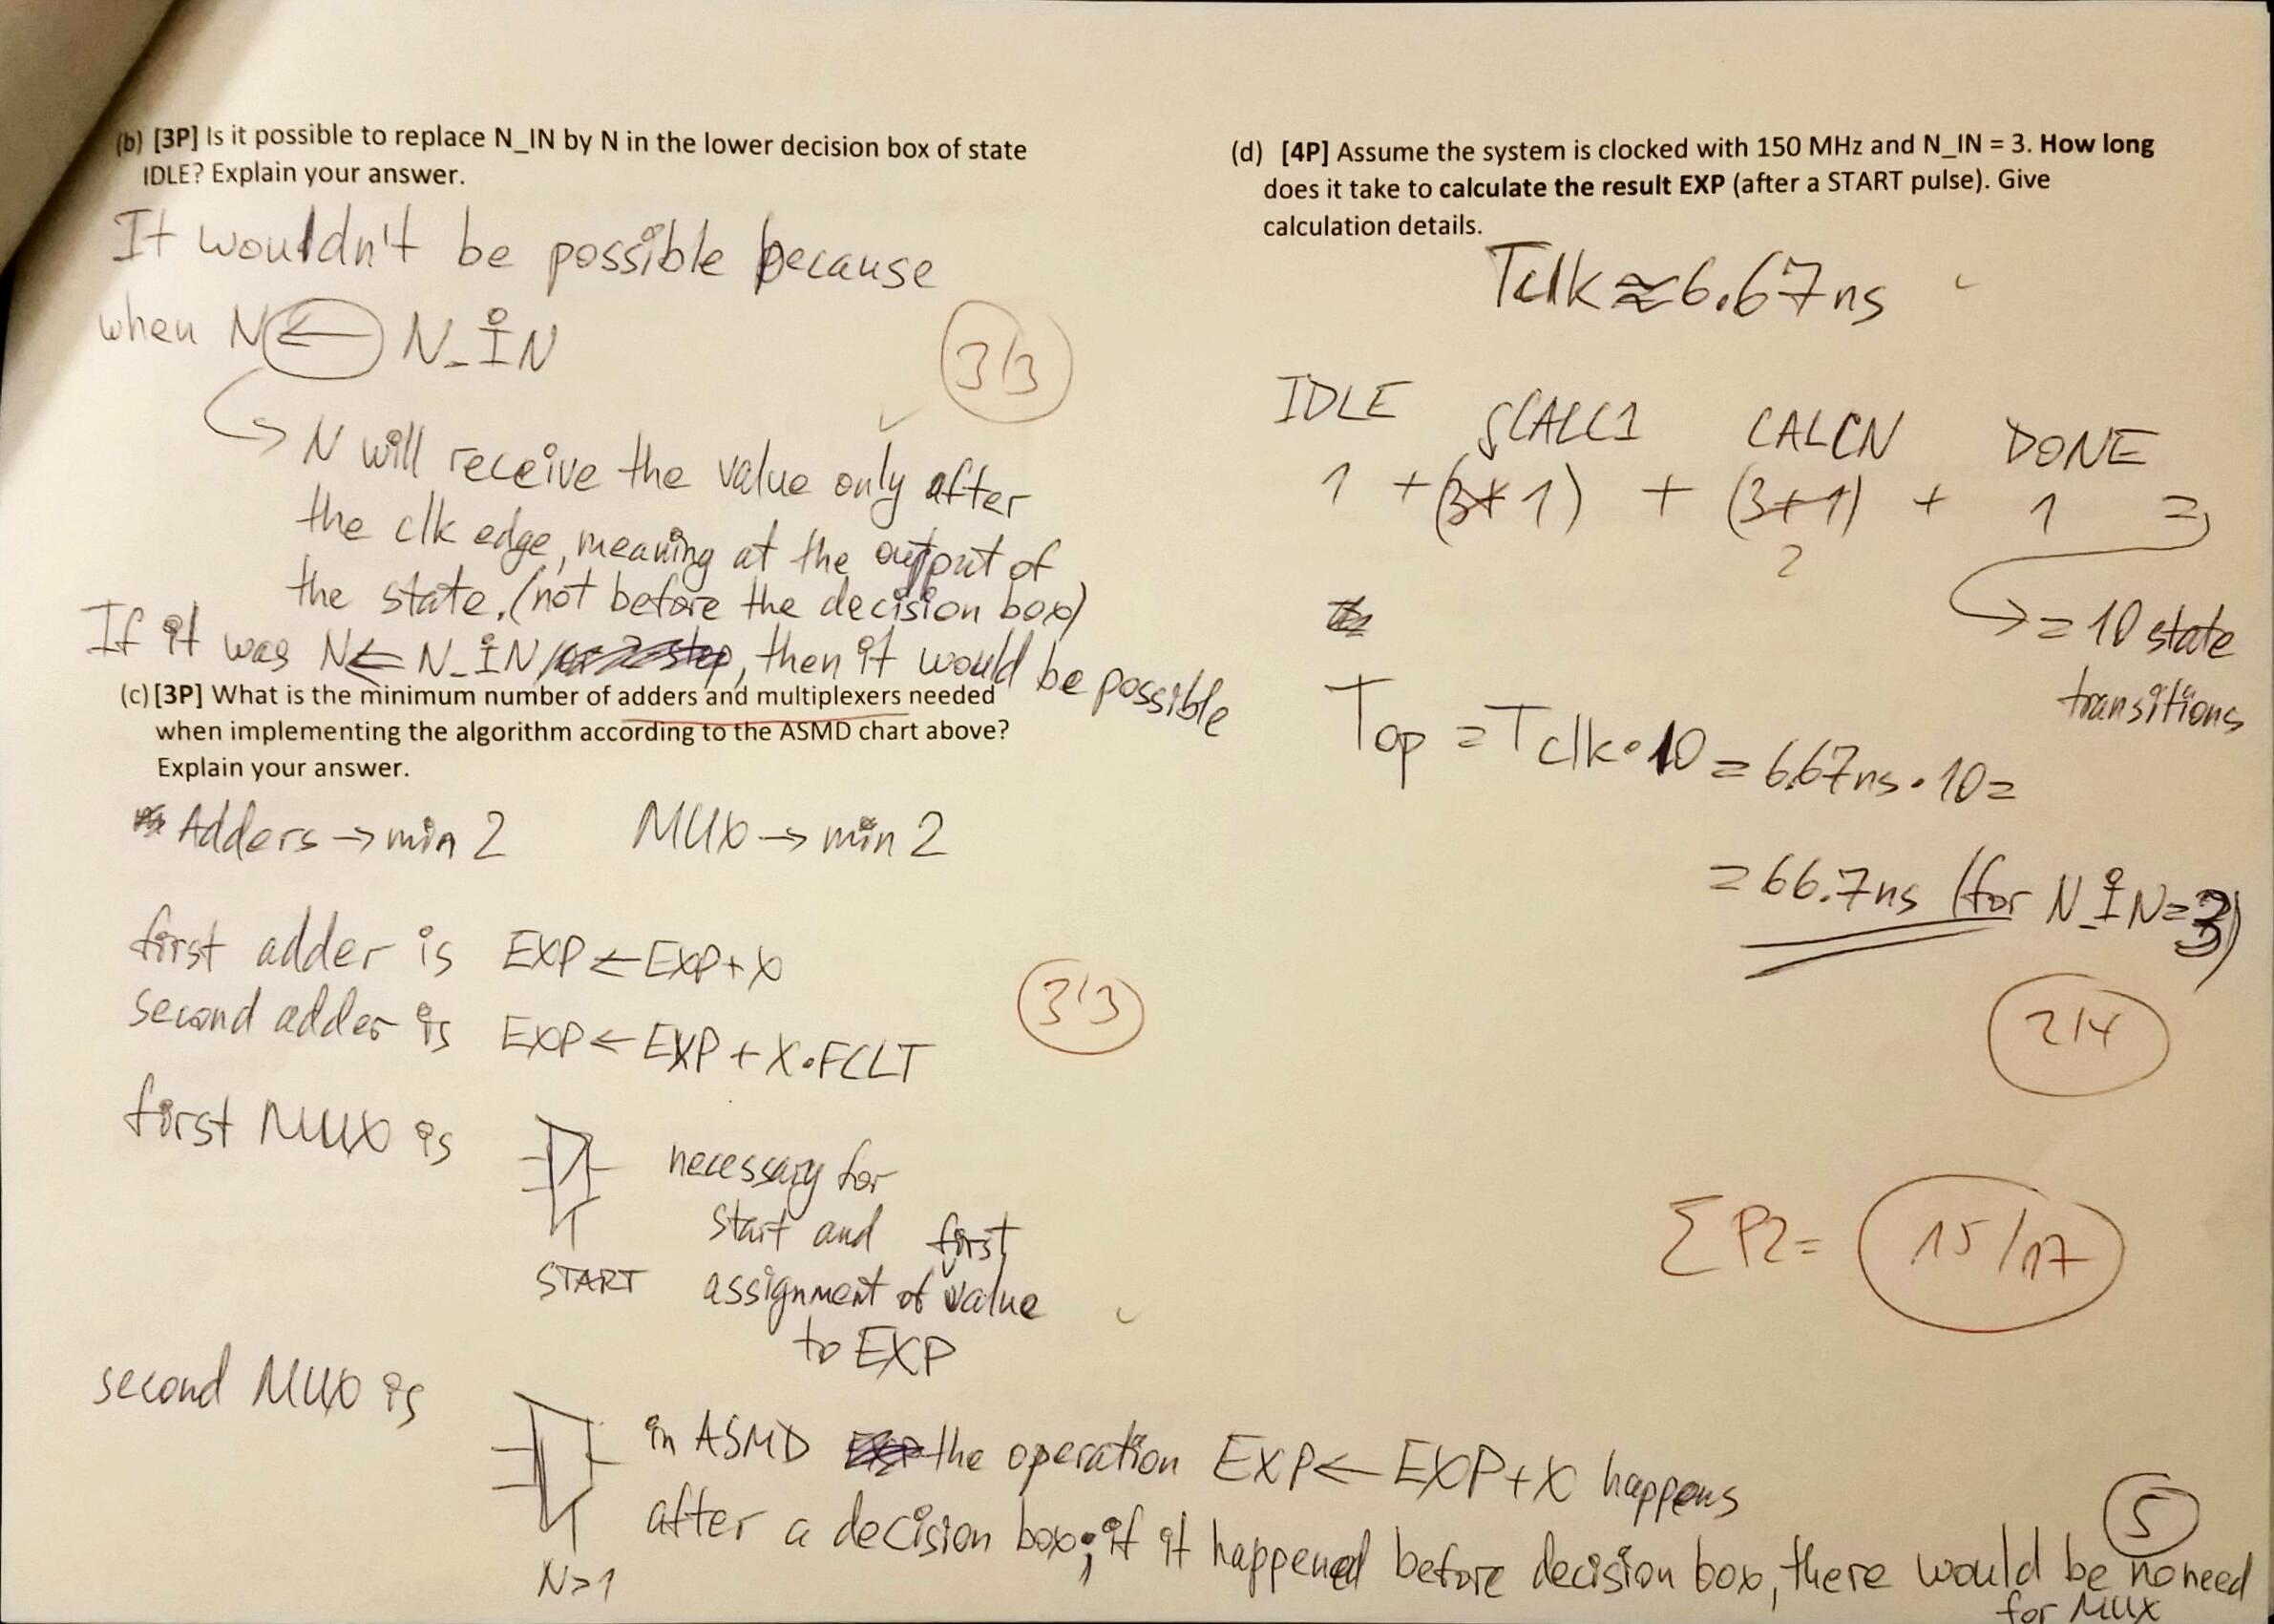 (b) [3P] Is it possible to replace N_IN by N in the lower decision box of state
IDLE? Explain your answer.
It wouldn't be possible because
when N ← N_IN
3/3
↳ N will receive the value only after
the clk edge, meaning at the output of
the state. (not before the decision box)
If it was N ← N_IN, then it would be possible
(c) [3P] What is the minimum number of adders and multiplexers needed
when implementing the algorithm according to the ASMD chart above?
Explain your answer.
Adders → min 2 MUX → min 2
first adder is EXP ← EXP + X
second adder is EXP ← EXP + X • FCLT
3/3
first MUX is necessary for
start and first
START assignment of value
to EXP
second MUX is
in ASMD the operation EXP ← EXP + X happens
after a decision box; if it happened before decision box, there would be no need
for MUX
N>1
(d) [4P] Assume the system is clocked with 150 MHz and N_IN = 3. How long
does it take to calculate the result EXP (after a START pulse). Give
calculation details.
Tclk ≈ 6.67ns
IDLE CALC1 CALCN DONE
1 + (3+1) + (3+1) + 1 =
2
= 10 state
transitions
Top = Tclk • 10 = 6.67ns • 10 =
= 66.7ns (for N_IN=3)
2/4
Σ P2 = 15/17
5